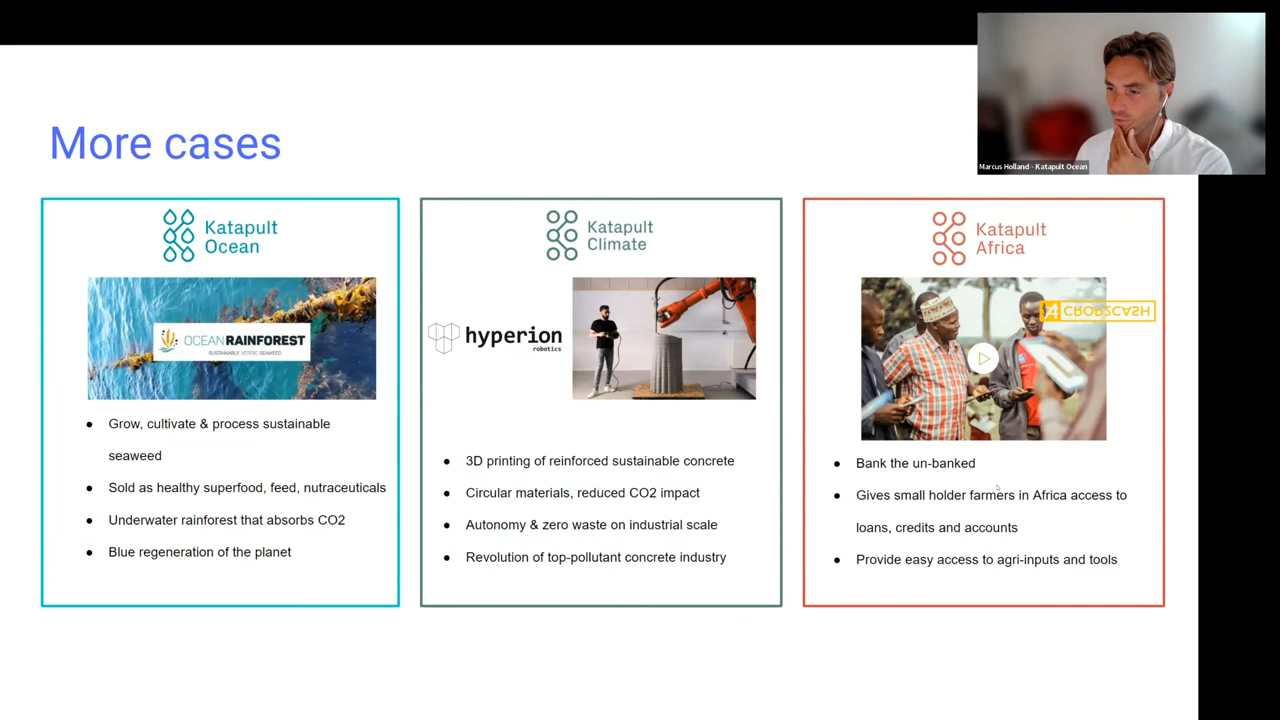 Marcus Holland - Katapult Ocean
More cases
Katapult
Ocean
OCEANRAINFOREST
SUSTAINABLE NORDIC SEAWEED
Grow, cultivate & process sustainable
seaweed
Sold as healthy superfood, feed, nutraceuticals
Underwater rainforest that absorbs CO2
Blue regeneration of the planet
Katapult
Climate
hyperion
robotics
3D printing of reinforced sustainable concrete
Circular materials, reduced CO2 impact
Autonomy & zero waste on industrial scale
Revolution of top-pollutant concrete industry
Katapult
Africa
CROP2CASH
Bank the un-banked
Gives small holder farmers in Africa access to
loans, credits and accounts
Provide easy access to agri-inputs and tools